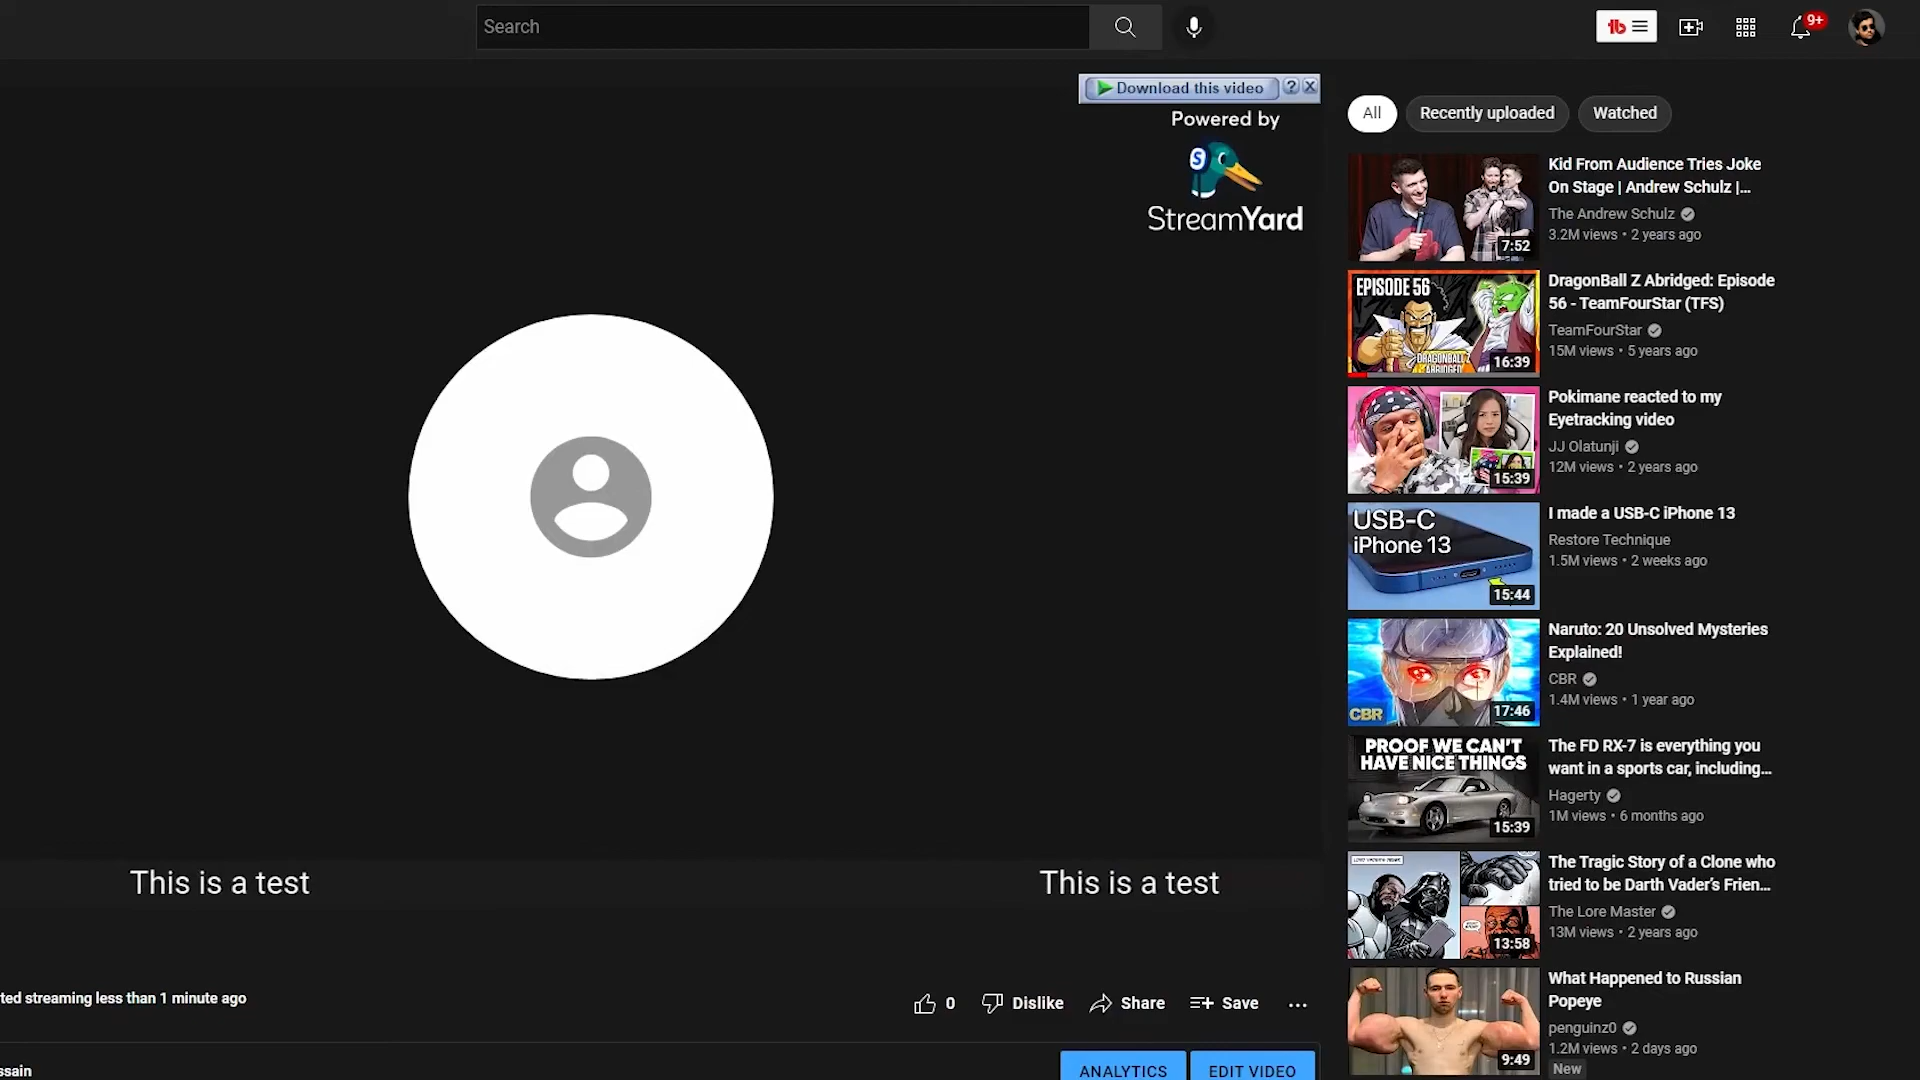 Search
9+
Download this video
Powered by
StreamYard
This is a test
This is a test
ted streaming less than 1 minute ago
0
Dislike
Share
Save
ssain
ANALYTICS
EDIT VIDEO
All
Recently uploaded
Watched
7:52
Kid From Audience Tries Joke
On Stage | Andrew Schulz |...
The Andrew Schulz
3.2M views • 2 years ago
EPISODE 56
DRAGONBALL Z
ABRIDGED
16:39
DragonBall Z Abridged: Episode
56 - TeamFourStar (TFS)
TeamFourStar
15M views • 5 years ago
15:39
Pokimane reacted to my
Eyetracking video
JJ Olatunji
12M views • 2 years ago
USB-C
iPhone 13
15:44
I made a USB-C iPhone 13
Restore Technique
1.5M views • 2 weeks ago
CBR
17:46
Naruto: 20 Unsolved Mysteries
Explained!
CBR
1.4M views • 1 year ago
PROOF WE CAN'T
HAVE NICE THINGS
15:39
The FD RX-7 is everything you
want in a sports car, including...
Hagerty
1M views • 6 months ago
13:58
The Tragic Story of a Clone who
tried to be Darth Vader's Frien...
The Lore Master
13M views • 2 years ago
9:49
What Happened to Russian
Popeye
penguinz0
1.2M views • 2 days ago
New